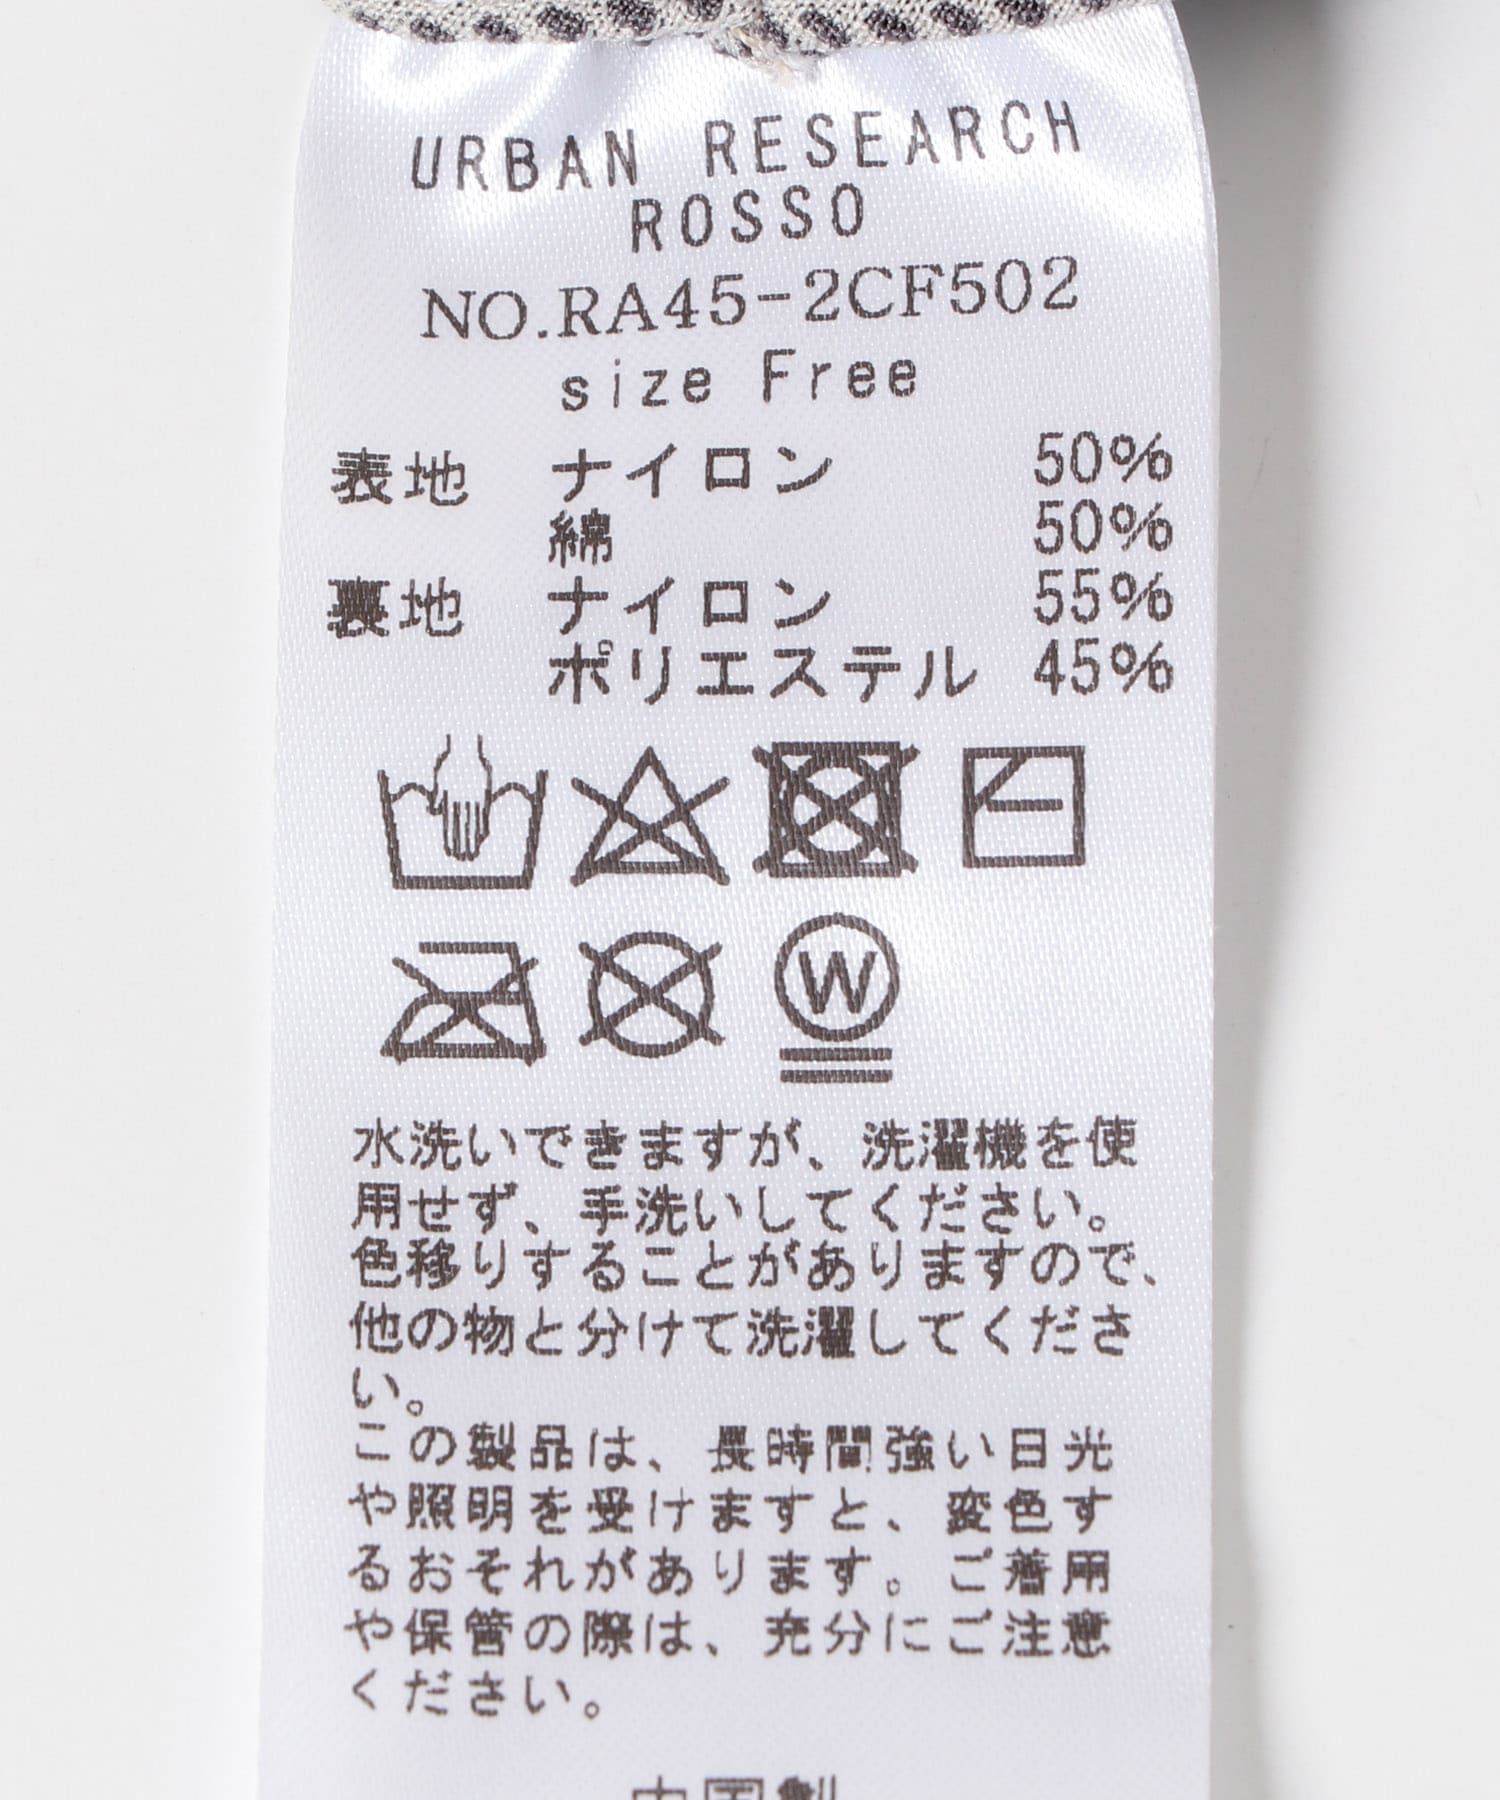 URBAN RESEARCH
ROSSO
NO.RA45-2CF502
size Free
表地 ナイロン 50%
綿 50%
裏地 ナイロン 55%
ポリエステル 45%
W
水洗いできますが、洗濯機を使
用せず、手洗いしてください。
色移りすることがありますので、
他の物と分けて洗濯してくださ
い。
この製品は、長時間強い日光
や照明を受けますと、変色す
るおそれがあります。ご着用
や保管の際は、充分にご注意
ください。
中国製